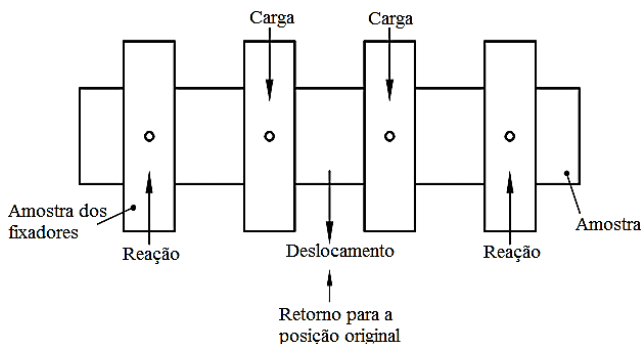 Carga
Carga
Amostra dos
fixadores
Reação
Deslocamento
Reação
Amostra
Retorno para a
posição original